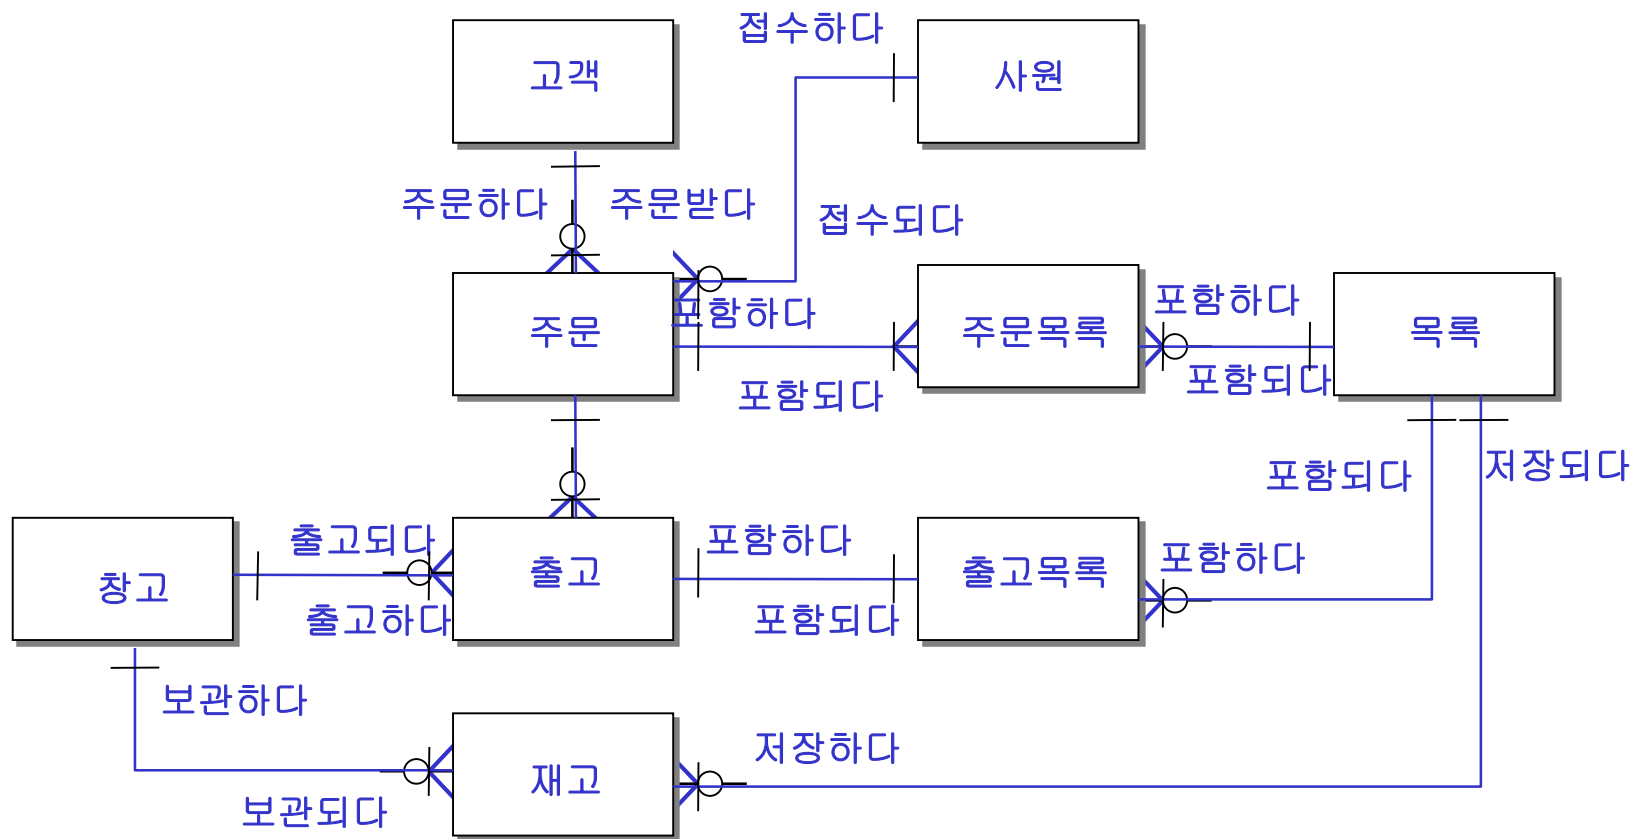 접수하다
고객
사원
주문하다
주문받다
접수되다
포함하다
포함하다
주문
주문목록
목록
포함되다
포함되다
포함되다
저장되다
출고되다
포함하다
포함하다
출고
출고목록
창고
출고하다
포함되다
보관하다
저장하다
재고
보관되다